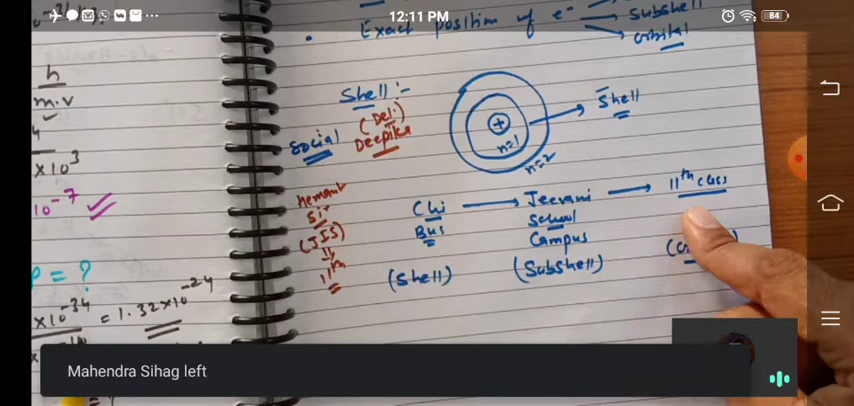 12:11 PM
84
h
m.v
4
× 10³
10⁻⁷
P = ?
×10⁻³⁴ = 1.32 × 10⁻²⁴
Exact position of e⁻
subshell
orbital
Shell :-
(Del.)
Social Deepika
+
n=1
n=2
Shell
Hemant
Sir
(JSS)
11th
Chi → Jeevani → 11th class
Bus School
Campus
(Shell) (Subshell)
Mahendra Sihag left